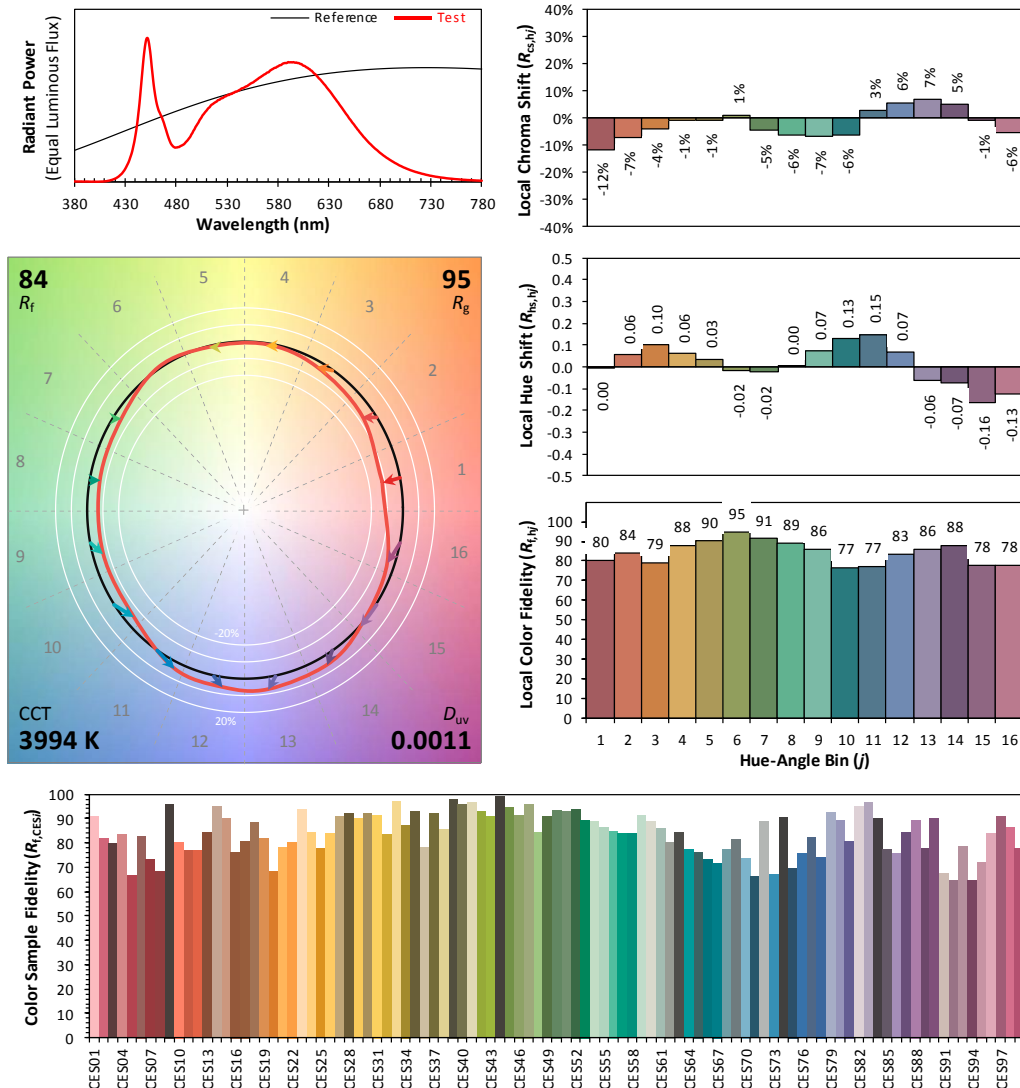 Radiant Power
(Equal Luminous Flux)
Reference
Test
380 430 480 530 580 630 680 730 780
Wavelength (nm)
Local Chroma Shift (Rcs,hj)
40%
30%
20%
10%
0%
-10%
-20%
-30%
-40%
-12% -7% -4% -1% -1% 1% -5% -6% -7% -6% 3% 6% 7% 5% -1% -6%
84
Rf
95
Rg
5 4
6 3
7 2
8 1
9 16
10 15
11 14
12 13
-20%
20%
CCT
3994 K
Duv
0.0011
Local Hue Shift (Rhs,hj)
0.5
0.4
0.3
0.2
0.1
0.0
-0.1
-0.2
-0.3
-0.4
-0.5
0.00 0.06 0.10 0.06 0.03 -0.02 -0.02 0.00 0.07 0.13 0.15 0.07 -0.06 -0.07 -0.16 -0.13
Local Color Fidelity (Rf,hj)
100
90
80
70
60
50
40
30
20
10
0
80 84 79 88 90 95 91 89 86 77 77 83 86 88 78 78
1 2 3 4 5 6 7 8 9 10 11 12 13 14 15 16
Hue-Angle Bin (j)
Color Sample Fidelity (Rf,CESi)
100
90
80
70
60
50
40
30
20
10
0
CES01 CES04 CES07 CES10 CES13 CES16 CES19 CES22 CES25 CES28 CES31 CES34 CES37 CES40 CES43 CES46 CES49 CES52 CES55 CES58 CES61 CES64 CES67 CES70 CES73 CES76 CES79 CES82 CES85 CES88 CES91 CES94 CES97